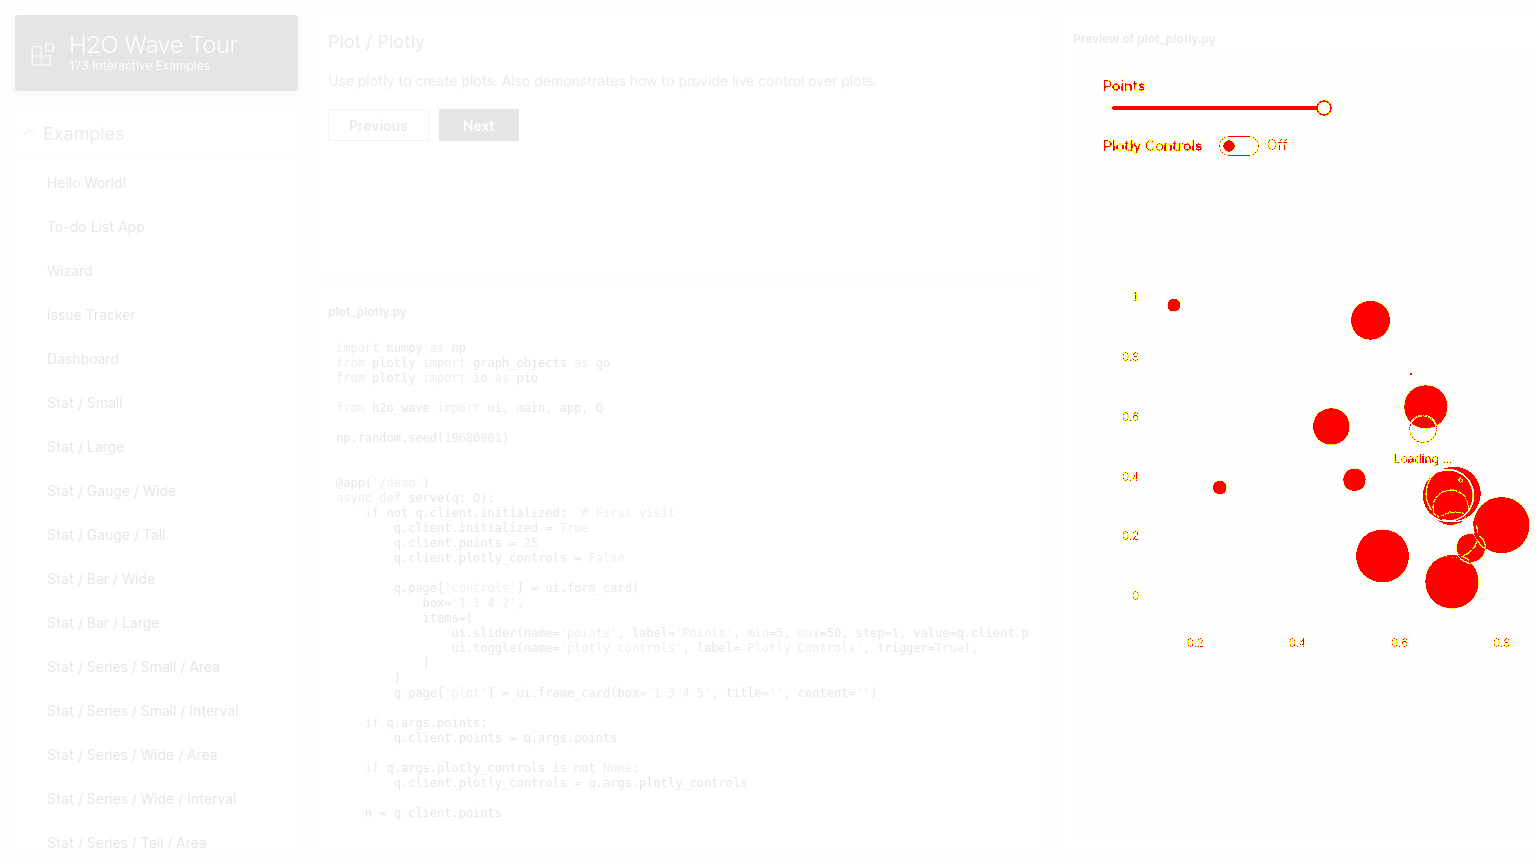 H2O Wave Tour
173 Interactive Examples
Examples
Hello World!
To-do List App
Wizard
Issue Tracker
Dashboard
Stat / Small
Stat / Large
Stat / Gauge / Wide
Stat / Gauge / Tall
Stat / Bar / Wide
Stat / Bar / Large
Stat / Series / Small / Area
Stat / Series / Small / Interval
Stat / Series / Wide / Area
Stat / Series / Wide / Interval
Stat / Series / Tall / Area
Plot / Plotly
Use plotly to create plots. Also demonstrates how to provide live control over plots.
Previous Next
plot_plotly.py
import numpy as np
from plotly import graph_objects as go
from plotly import io as pio
from h2o_wave import ui, main, app, Q
np.random.seed(19680801)
@app('/demo')
async def serve(q: Q):
if not q.client.initialized:  # First visit
q.client.initialized = True
q.client.points = 25
q.client.plotly_controls = False
q.page['controls'] = ui.form_card(
box='1 1 4 2',
items=[
ui.slider(name='points', label='Points', min=5, max=50, step=1, value=q.client.p
ui.toggle(name='plotly_controls', label='Plotly Controls', trigger=True),
]
)
q.page['plot'] = ui.frame_card(box='1 3 4 5', title='', content='')
if q.args.points:
q.client.points = q.args.points
if q.args.plotly_controls is not None:
q.client.plotly_controls = q.args.plotly_controls
n = q.client.points
Preview of plot_plotly.py
Points
Plotly Controls Off
1
0.8
0.6
Loading ...
0.4
0.2
0
0.2 0.4 0.6 0.8